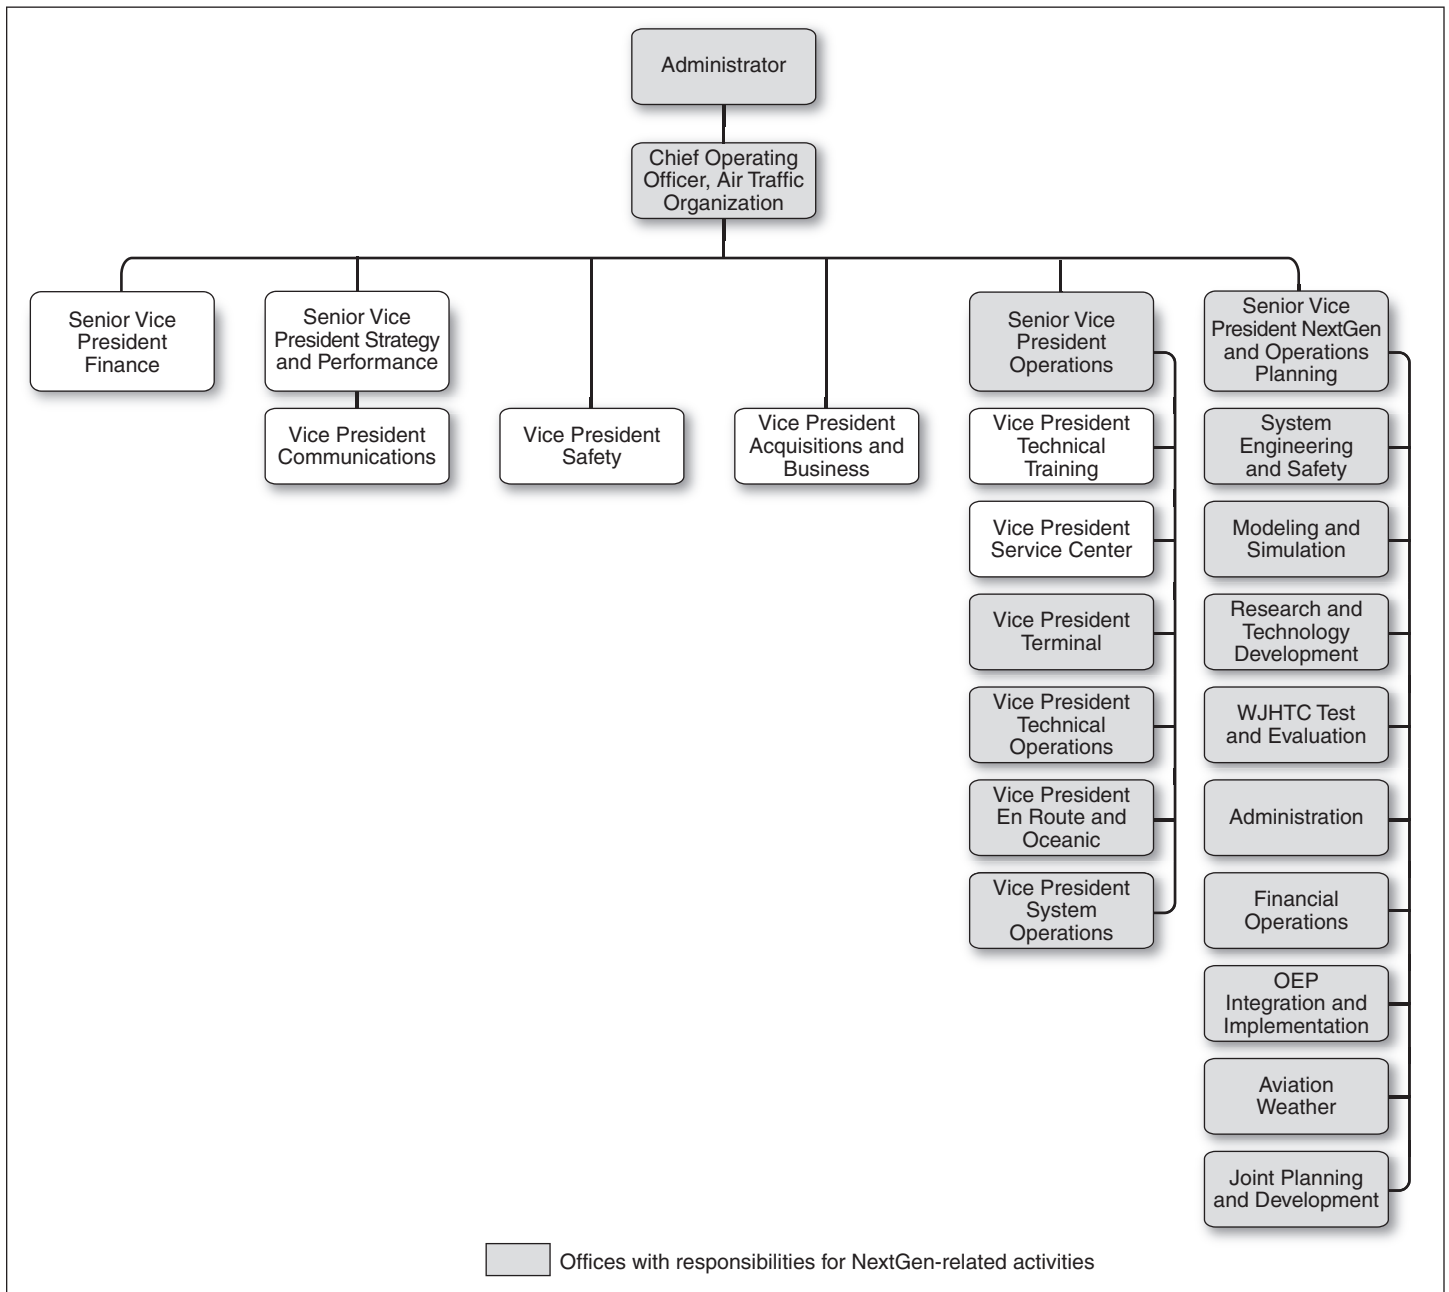 Administrator
Chief Operating
Officer, Air Traffic
Organization
Senior Vice
President
Finance
Senior Vice
President Strategy
and Performance
Vice President
Communications
Vice President
Safety
Vice President
Acquisitions and
Business
Senior Vice
President
Operations
Vice President
Technical
Training
Vice President
Service Center
Vice President
Terminal
Vice President
Technical
Operations
Vice President
En Route and
Oceanic
Vice President
System
Operations
Senior Vice
President NextGen
and Operations
Planning
System
Engineering
and Safety
Modeling and
Simulation
Research and
Technology
Development
WJHTC Test
and Evaluation
Administration
Financial
Operations
OEP
Integration and
Implementation
Aviation
Weather
Joint Planning
and Development
Offices with responsibilities for NextGen-related activities